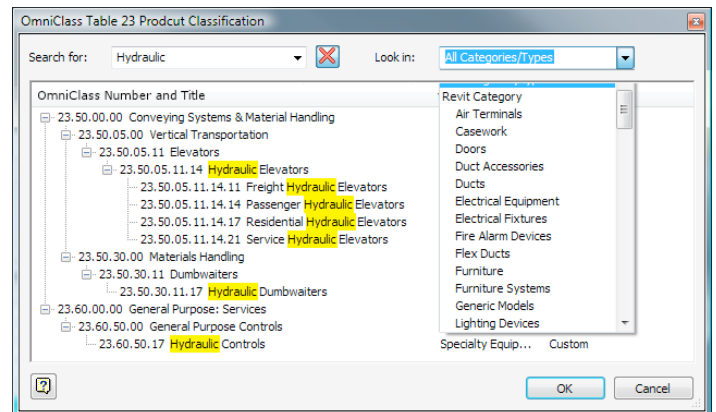 OmniClass Table 23 Prodcut Classification
Search for: Hydraulic Look in: All Categories/Types
OmniClass Number and Title
Revit Category
Air Terminals
Casework
Doors
Duct Accessories
Ducts
Electrical Equipment
Electrical Fixtures
Fire Alarm Devices
Flex Ducts
Furniture
Furniture Systems
Generic Models
Lighting Devices
23.50.00.00 Conveying Systems & Material Handling
23.50.05.00 Vertical Transportation
23.50.05.11 Elevators
23.50.05.11.14 Hydraulic Elevators
23.50.05.11.14.11 Freight Hydraulic Elevators
23.50.05.11.14.14 Passenger Hydraulic Elevators
23.50.05.11.14.17 Residential Hydraulic Elevators
23.50.05.11.14.21 Service Hydraulic Elevators
23.50.30.00 Materials Handling
23.50.30.11 Dumbwaiters
23.50.30.11.17 Hydraulic Dumbwaiters
23.60.00.00 General Purpose: Services
23.60.50.00 General Purpose Controls
23.60.50.17 Hydraulic Controls Specialty Equip... Custom
OK Cancel